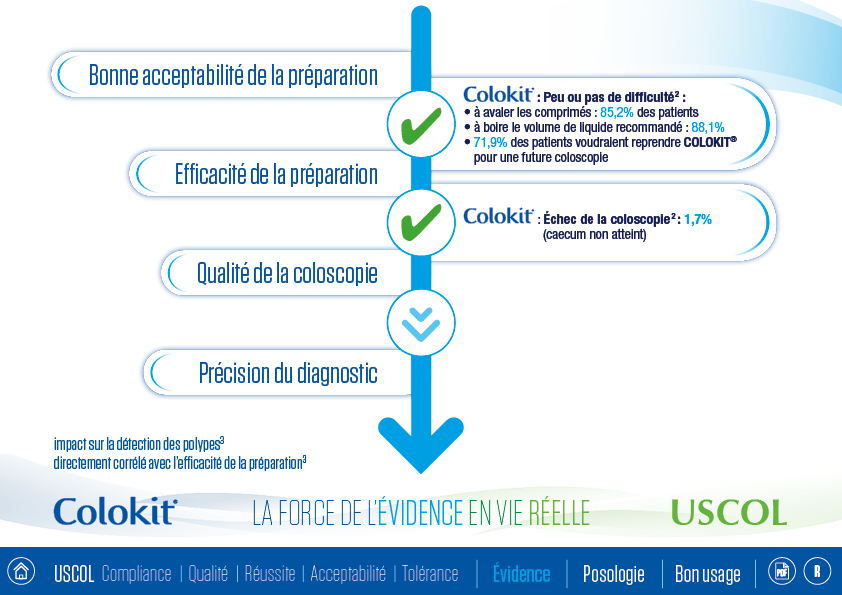 Bonne acceptabilité de la préparation
Colokit : Peu ou pas de difficulté² :
• à avaler les comprimés : 85,2% des patients
• à boire le volume de liquide recommandé : 88,1%
• 71,9% des patients voudraient reprendre COLOKIT®
pour une future coloscopie
Efficacité de la préparation
Colokit : Échec de la coloscopie² : 1,7%
(caecum non atteint)
Qualité de la coloscopie
Précision du diagnostic
impact sur la détection des polypes³
directement corrélé avec l'efficacité de la préparation³
Colokit LA FORCE DE L'ÉVIDENCE EN VIE RÉELLE USCOL
USCOL Compliance | Qualité | Réussite | Acceptabilité | Tolérance | Évidence | Posologie | Bon usage | PDF R